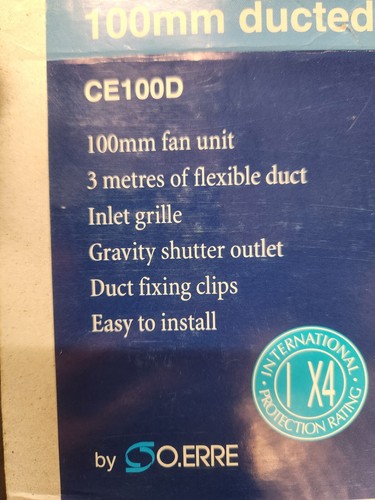 100mm ducted
CE100D
100mm fan unit
3 metres of flexible duct
Inlet grille
Gravity shutter outlet
Duct fixing clips
Easy to install
INTERNATIONAL
I X4
PROTECTION RATING
by O.ERRE